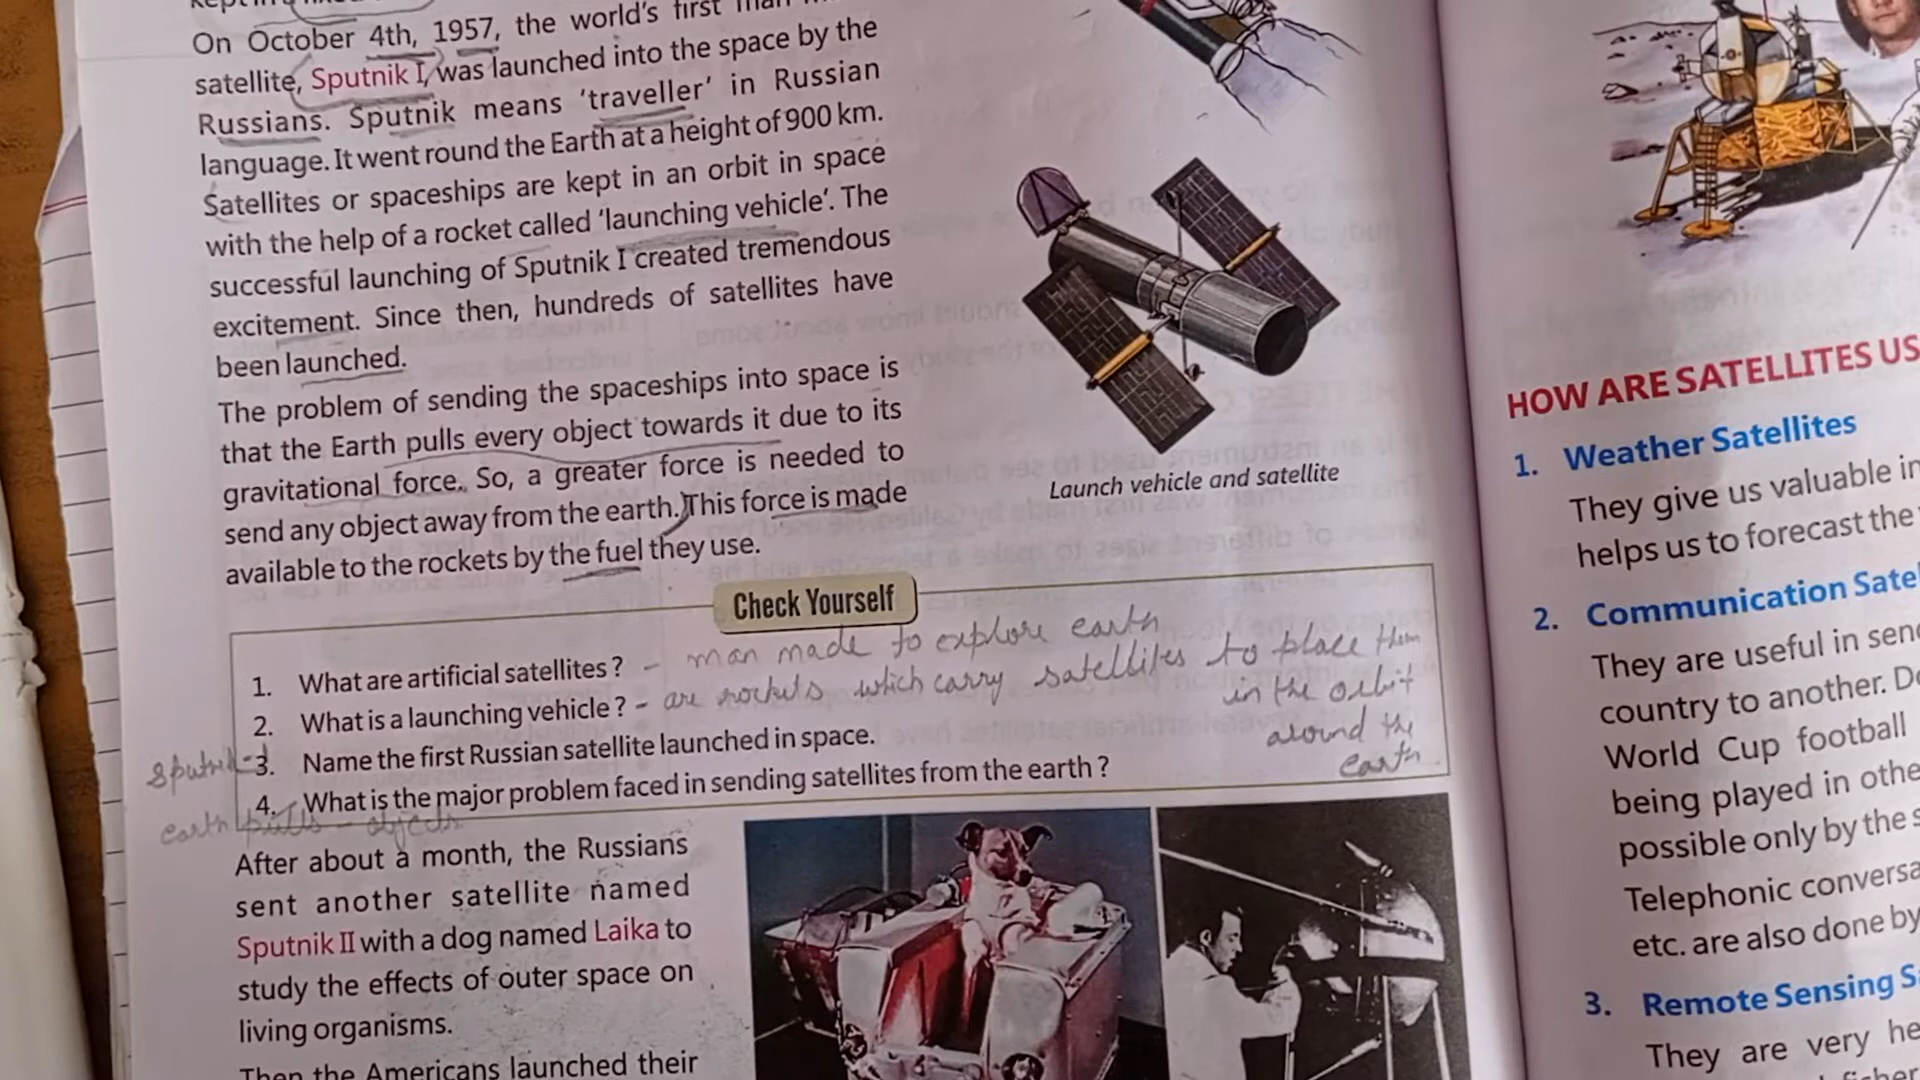 On October 4th, 1957, the world's first man
satellite, Sputnik I, was launched into the space by the
Russians. Sputnik means 'traveller' in Russian
language. It went round the Earth at a height of 900 km.
Satellites or spaceships are kept in an orbit in space
with the help of a rocket called 'launching vehicle'. The
successful launching of Sputnik I created tremendous
excitement. Since then, hundreds of satellites have
been launched.
The problem of sending the spaceships into space is
that the Earth pulls every object towards it due to its
gravitational force. So, a greater force is needed to
send any object away from the earth. This force is made
available to the rockets by the fuel they use.
Launch vehicle and satellite
Check Yourself
1. What are artificial satellites ? - man made to explore earth
2. What is a launching vehicle ? - are rockets which carry satellites to place them
in the orbit
around the
earth
3. Name the first Russian satellite launched in space.
4. What is the major problem faced in sending satellites from the earth ?
earth pulls objects
After about a month, the Russians
sent another satellite named
Sputnik II with a dog named Laika to
study the effects of outer space on
living organisms.
Then the Americans launched their
HOW ARE SATELLITES US
1. Weather Satellites
They give us valuable in
helps us to forecast the
2. Communication Satel
They are useful in send
country to another. De
World Cup football
being played in othe
possible only by the s
Telephonic conversa
etc. are also done by
3. Remote Sensing Sa
They are very he